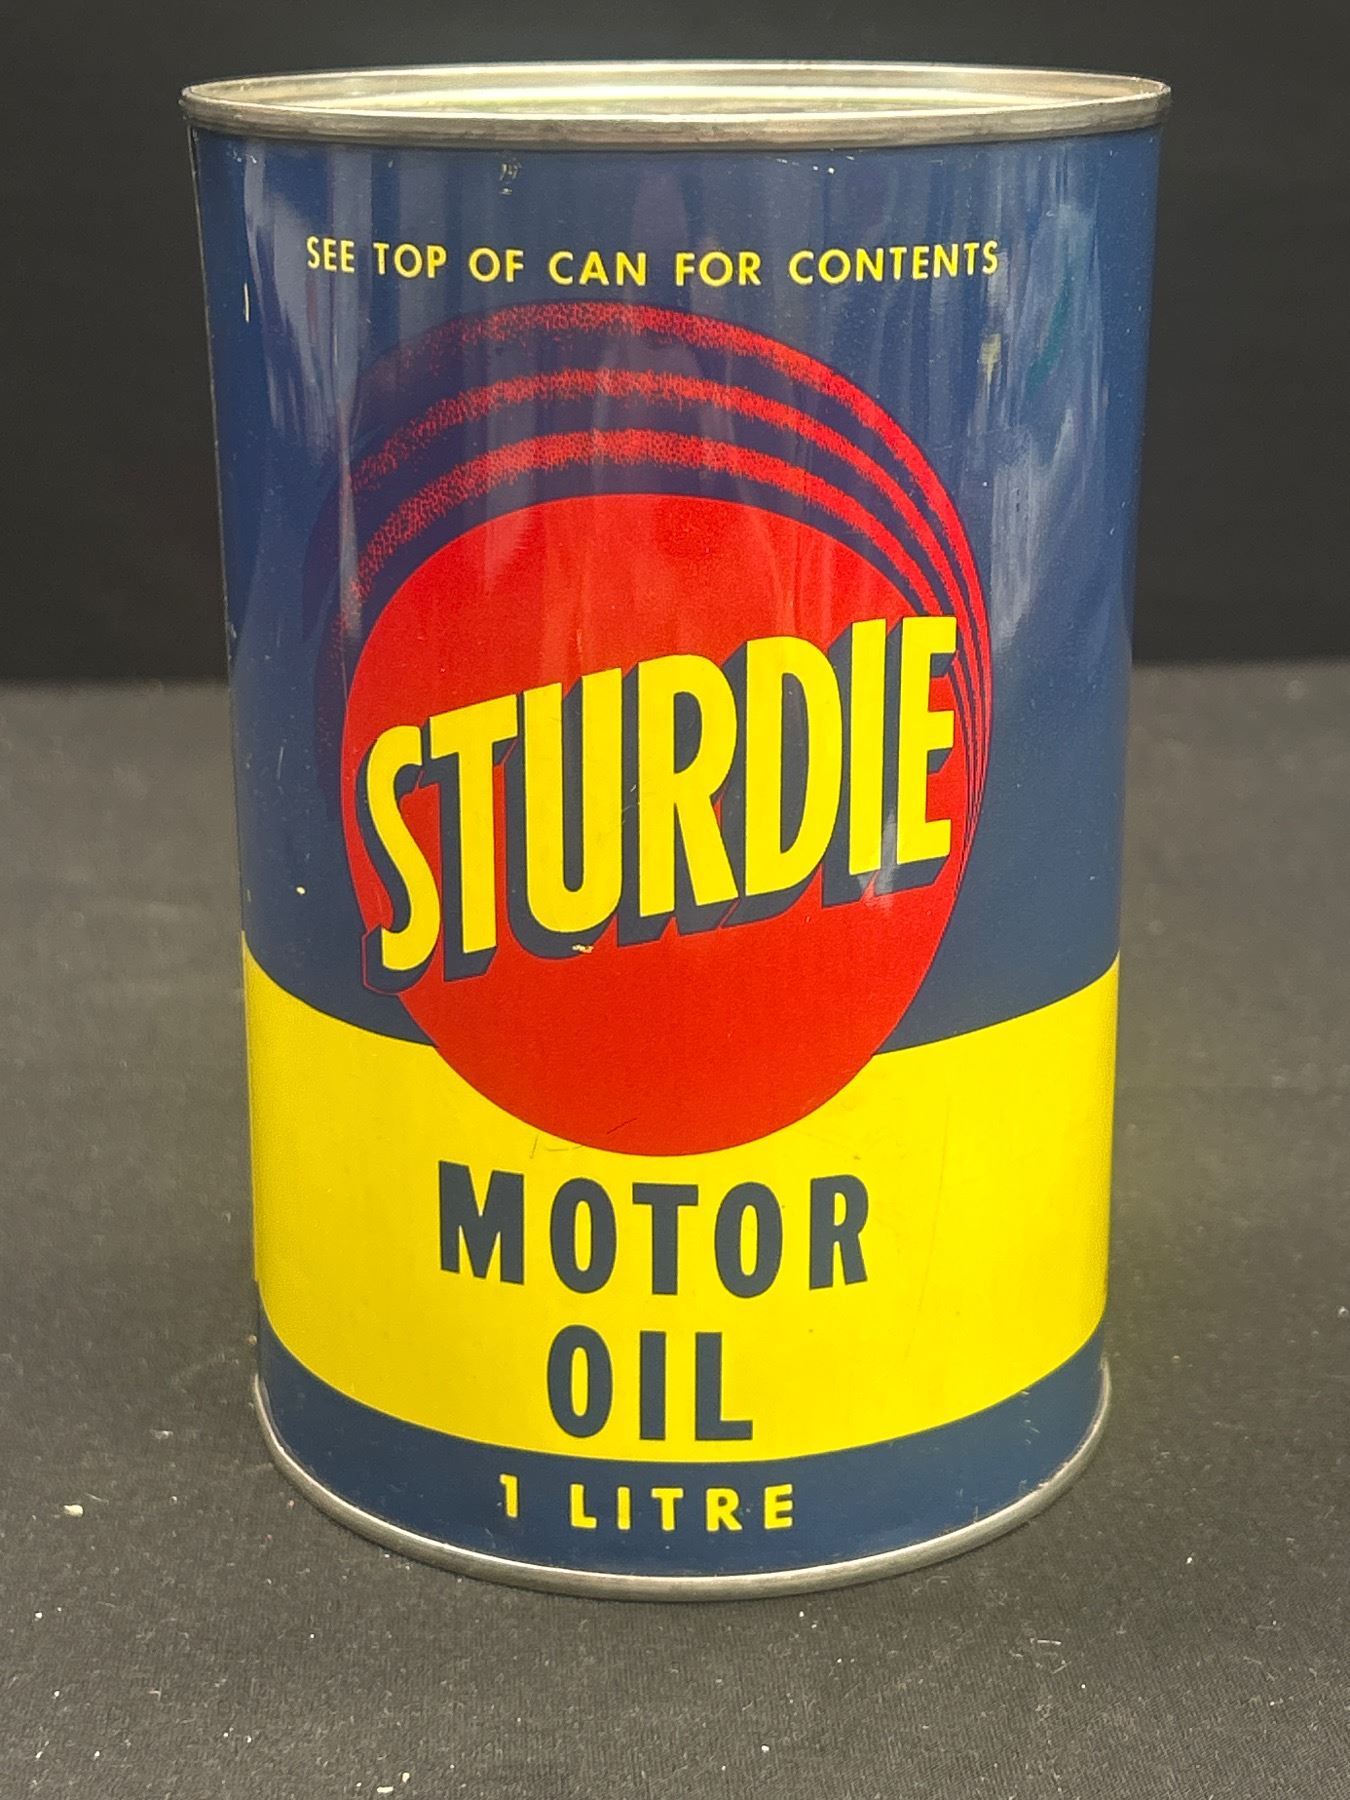 SEE TOP OF CAN FOR CONTENTS
STURDIE
MOTOR
OIL
1 LITRE